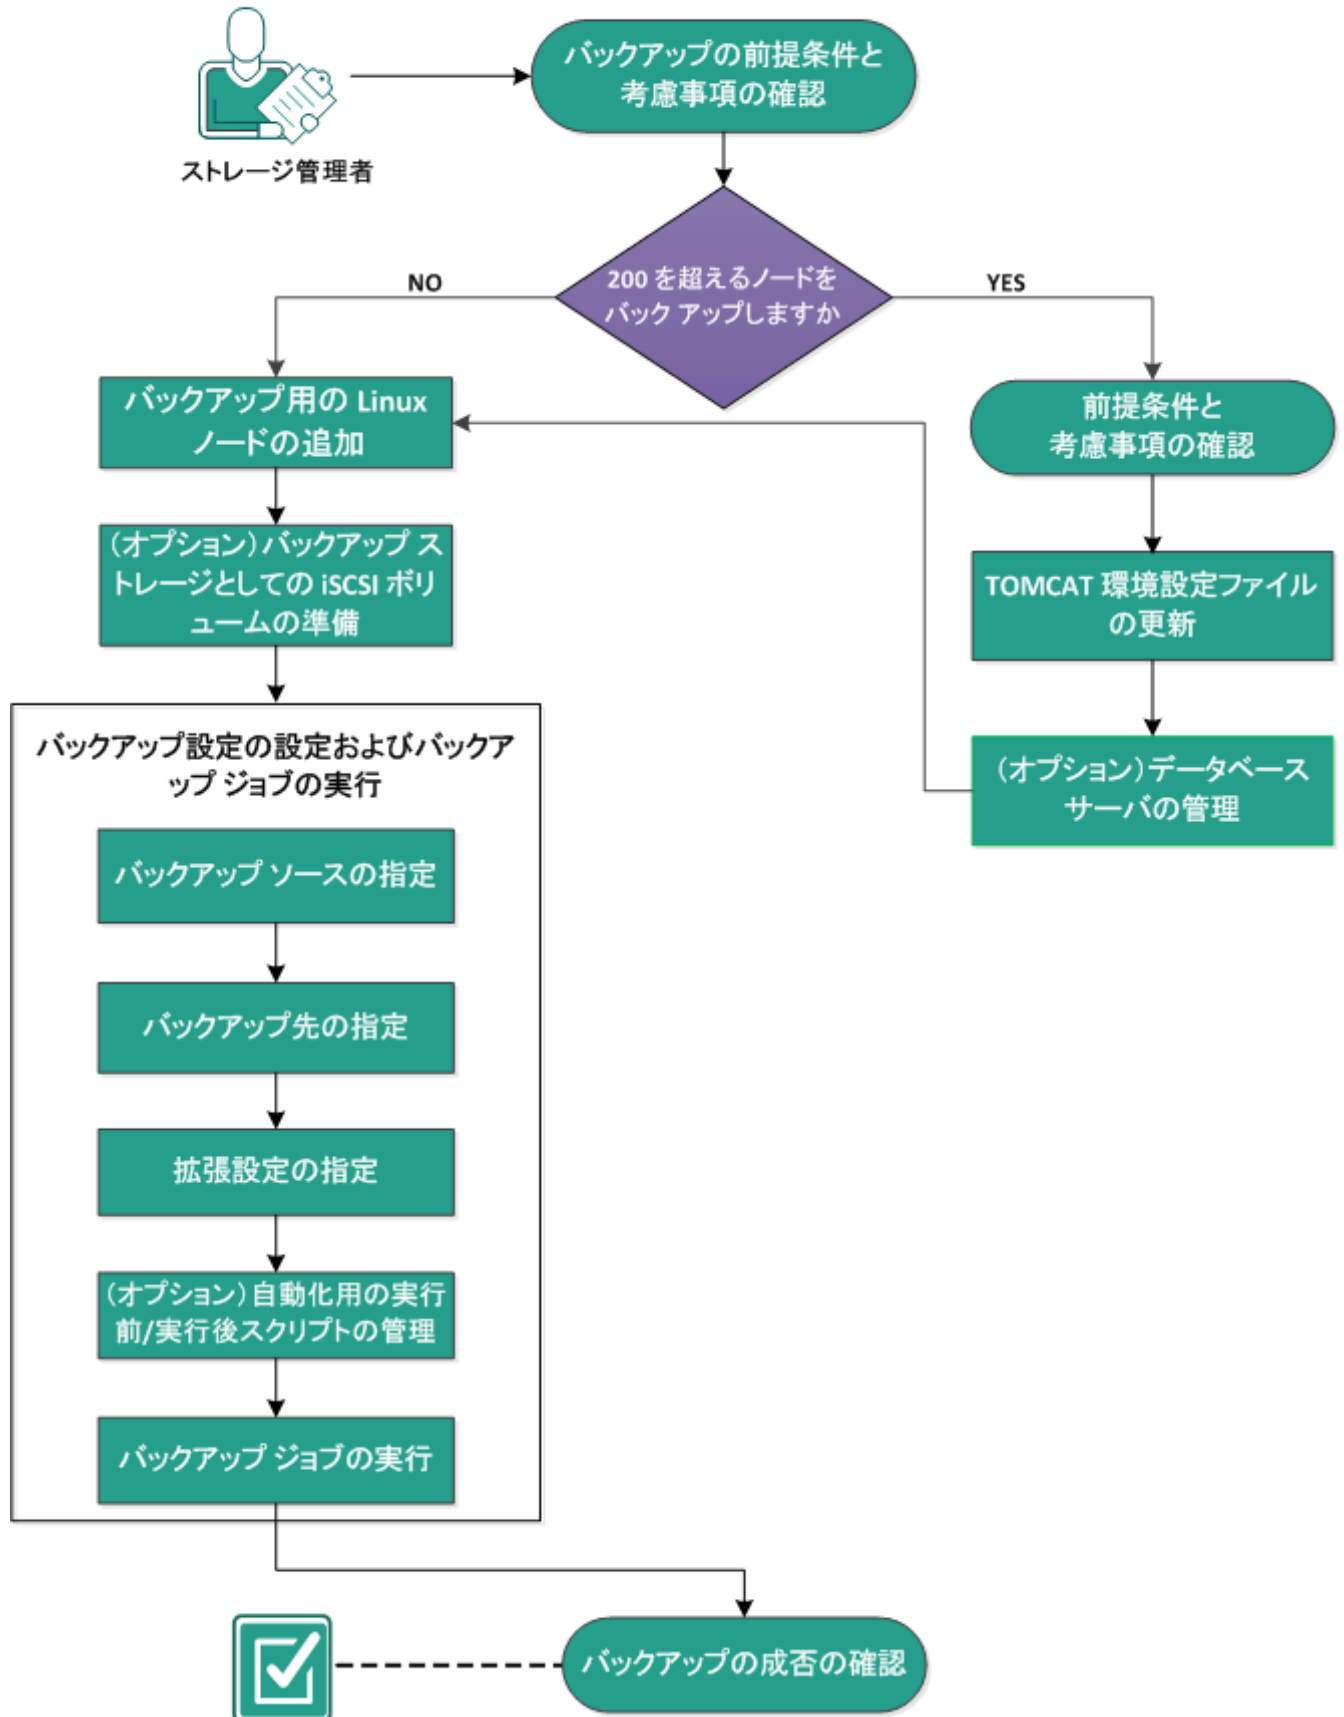 バックアップの前提条件と
考慮事項の確認
ストレージ管理者
200 を超えるノードを
バック アップしますか
NO
YES
バックアップ用の Linux
ノードの追加
前提条件と
考慮事項の確認
(オプション)バックアップ ス
トレージとしての iSCSI ボリ
ュームの準備
TOMCAT 環境設定ファイル
の更新
(オプション)データベース
サーバの管理
バックアップ設定の設定およびバックア
ップ ジョブの実行
バックアップ ソースの指定
バックアップ先の指定
拡張設定の指定
(オプション)自動化用の実行
前/実行後スクリプトの管理
バックアップ ジョブの実行
バックアップの成否の確認